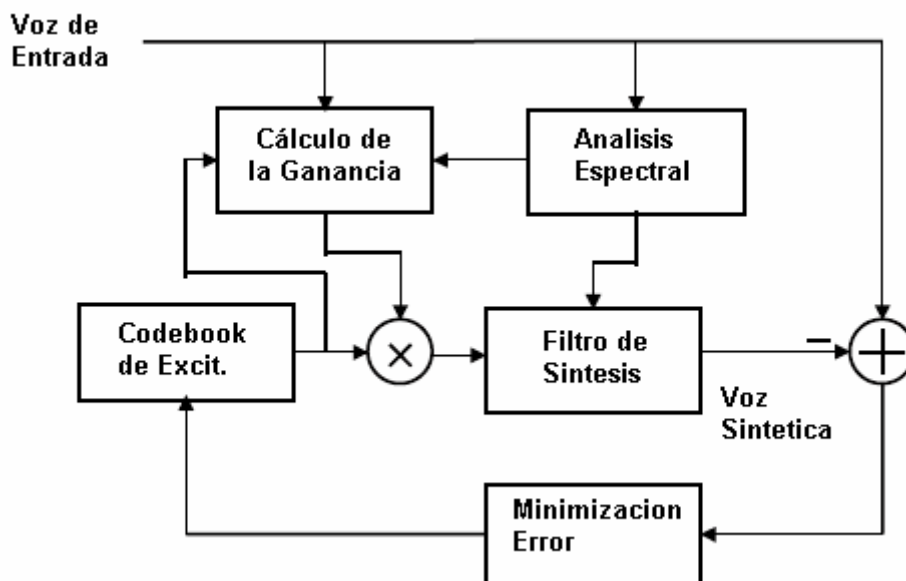 Voz de
Entrada
Cálculo de
la Ganancia
Analisis
Espectral
Codebook
de Excit.
×
Filtro de
Sintesis
−
+
Voz
Sintetica
Minimizacion
Error